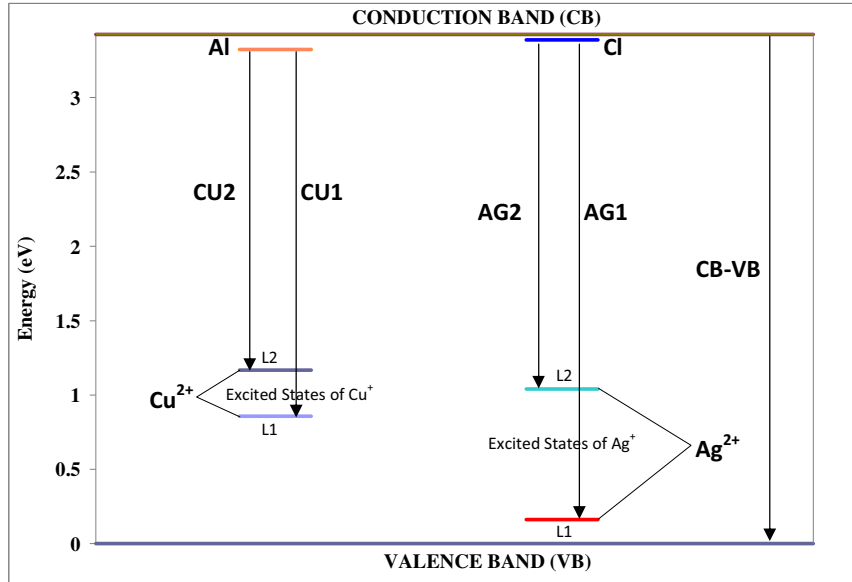 CONDUCTION BAND (CB)
Al
Cl
3
2.5
CU2
CU1
AG2
AG1
2
CB-VB
Energy (eV)
1.5
L2
L2
1
Cu²⁺
Excited States of Cu⁺
L1
Excited States of Ag⁺
Ag²⁺
0.5
L1
0
VALENCE BAND (VB)